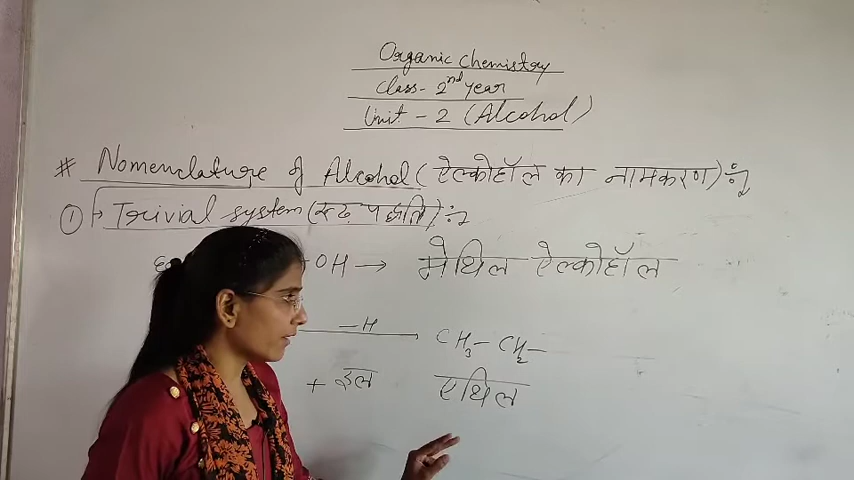 Organic chemistry
Class- 2nd year
Unit - 2 (Alcohol)
# Nomenclature of Alcohol (ऐल्कोहॉल का नामकरण) :-
① Trivial system (रूढ पद्धति) :-
OH → मेथिल ऐल्कोहॉल
-H CH3- CH2-
+ इल एथिल